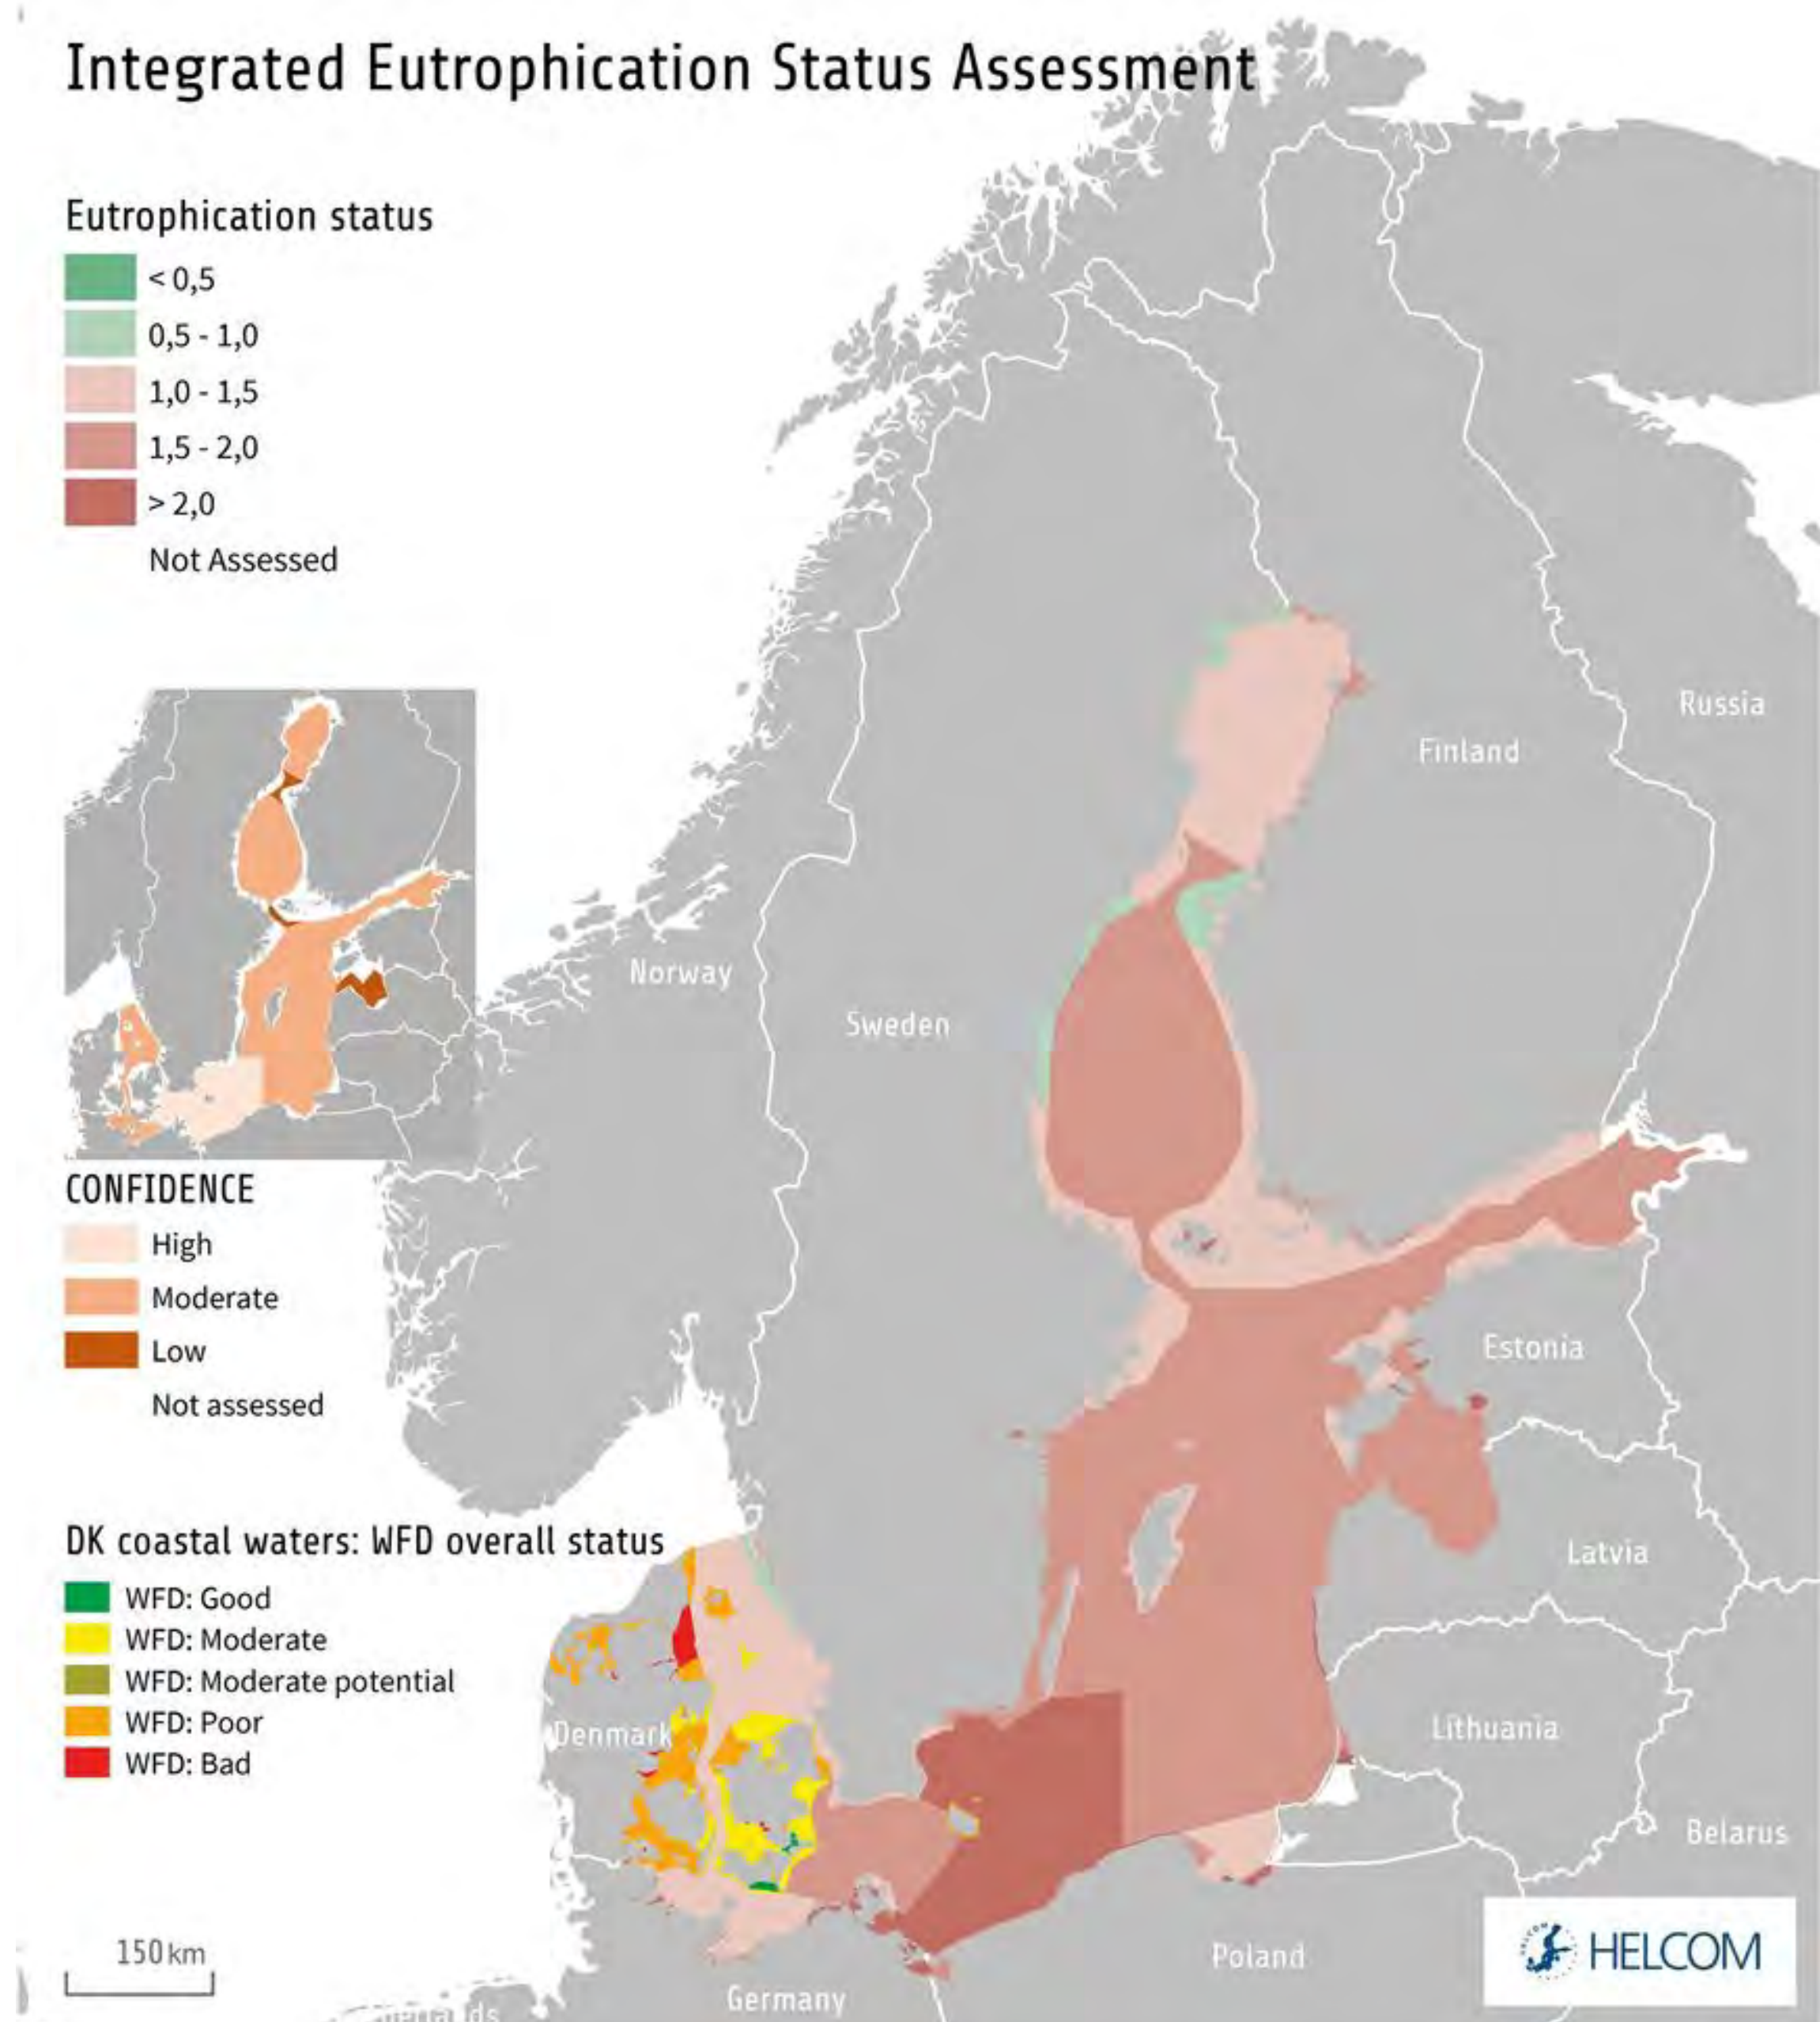 Integrated Eutrophication Status Assessment
Eutrophication status
< 0,5
0,5 - 1,0
1,0 - 1,5
1,5 - 2,0
> 2,0
Not Assessed
Russia
Finland
Norway
Sweden
CONFIDENCE
High
Moderate
Low
Not assessed
Estonia
Latvia
DK coastal waters: WFD overall status
WFD: Good
WFD: Moderate
WFD: Moderate potential
WFD: Poor
WFD: Bad
Denmark
Lithuania
Belarus
150 km
Poland
Germany
HELCOM